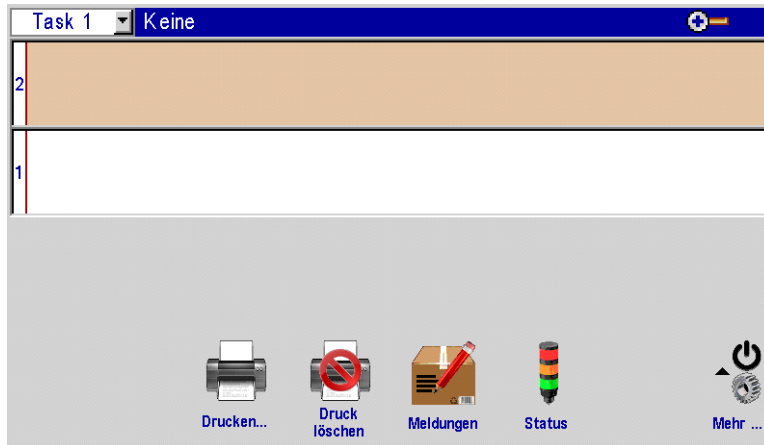 Task 1 Keine
2
1
Drucken...
Druck
löschen
Meldungen
Status
Mehr ...